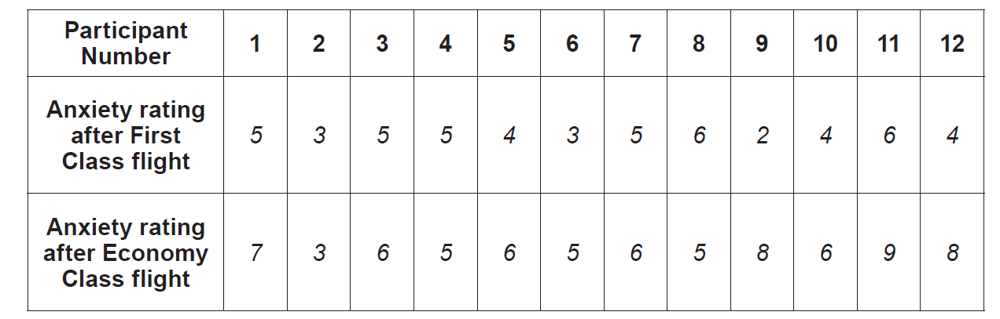 Participant Number 1 2 3 4 5 6 7 8 9 10 11 12
Anxiety rating after First Class flight 5 3 5 5 4 3 5 6 2 4 6 4
Anxiety rating after Economy Class flight 7 3 6 5 6 5 6 5 8 6 9 8